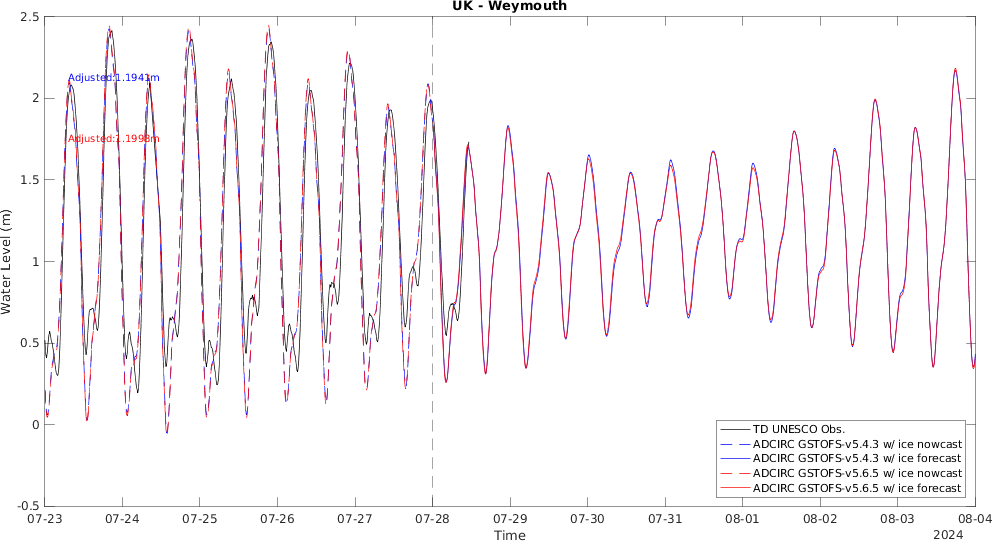 UK - Weymouth
2.5
2
1.5
1
0.5
0
-0.5
Water Level (m)
Adjusted:1.1941m
Adjusted:1.1998m
TD UNESCO Obs.
ADCIRC GSTOFS-v5.4.3 w/ ice nowcast
ADCIRC GSTOFS-v5.4.3 w/ ice forecast
ADCIRC GSTOFS-v5.6.5 w/ ice nowcast
ADCIRC GSTOFS-v5.6.5 w/ ice forecast
07-23 07-24 07-25 07-26 07-27 07-28 07-29 07-30 07-31 08-01 08-02 08-03 08-04
Time
2024